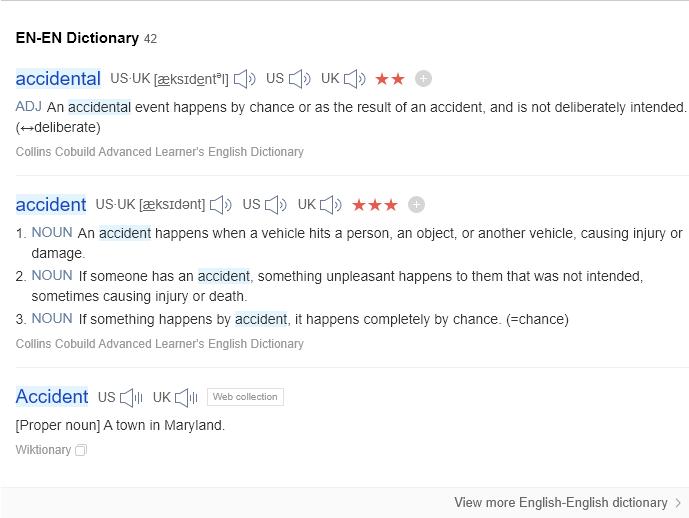 EN-EN Dictionary 42
accidental US·UK [æksɪdentᵊl] US UK ★★
ADJ An accidental event happens by chance or as the result of an accident, and is not deliberately intended.
(↔deliberate)
Collins Cobuild Advanced Learner's English Dictionary
accident US·UK [æksɪdənt] US UK ★★★
1. NOUN An accident happens when a vehicle hits a person, an object, or another vehicle, causing injury or
damage.
2. NOUN If someone has an accident, something unpleasant happens to them that was not intended,
sometimes causing injury or death.
3. NOUN If something happens by accident, it happens completely by chance. (=chance)
Collins Cobuild Advanced Learner's English Dictionary
Accident US UK Web collection
[Proper noun] A town in Maryland.
Wiktionary
View more English-English dictionary >